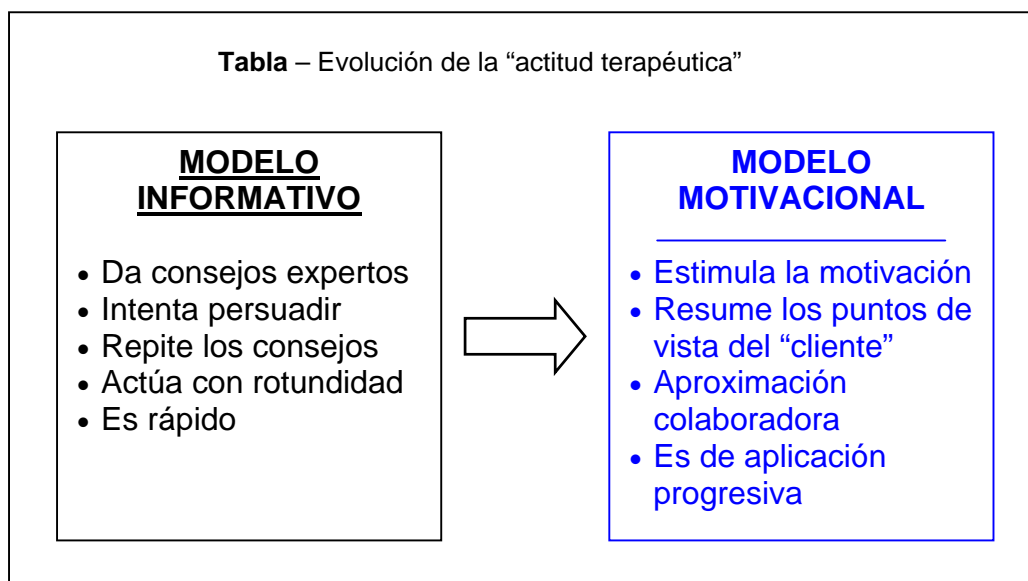 Tabla – Evolución de la “actitud terapéutica”
MODELO
INFORMATIVO
• Da consejos expertos
• Intenta persuadir
• Repite los consejos
• Actúa con rotundidad
• Es rápido
MODELO
MOTIVACIONAL
• Estimula la motivación
• Resume los puntos de
vista del “cliente”
• Aproximación
colaboradora
• Es de aplicación
progresiva